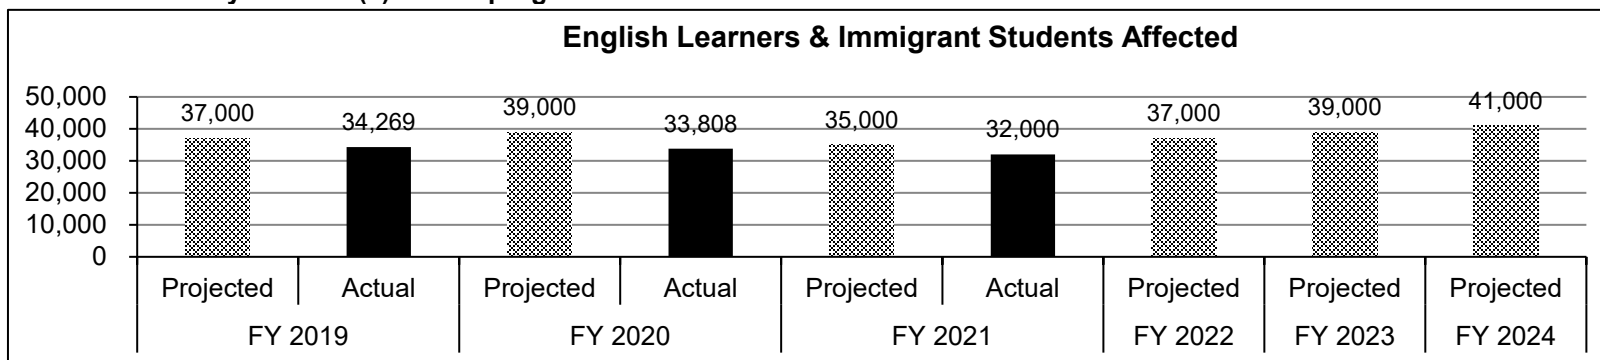 English Learners & Immigrant Students Affected
50,000
40,000
30,000
20,000
10,000
0
37,000 34,269 39,000 33,808 35,000 32,000 37,000 39,000 41,000
Projected Actual Projected Actual Projected Actual Projected Projected Projected
FY 2019 FY 2020 FY 2021 FY 2022 FY 2023 FY 2024